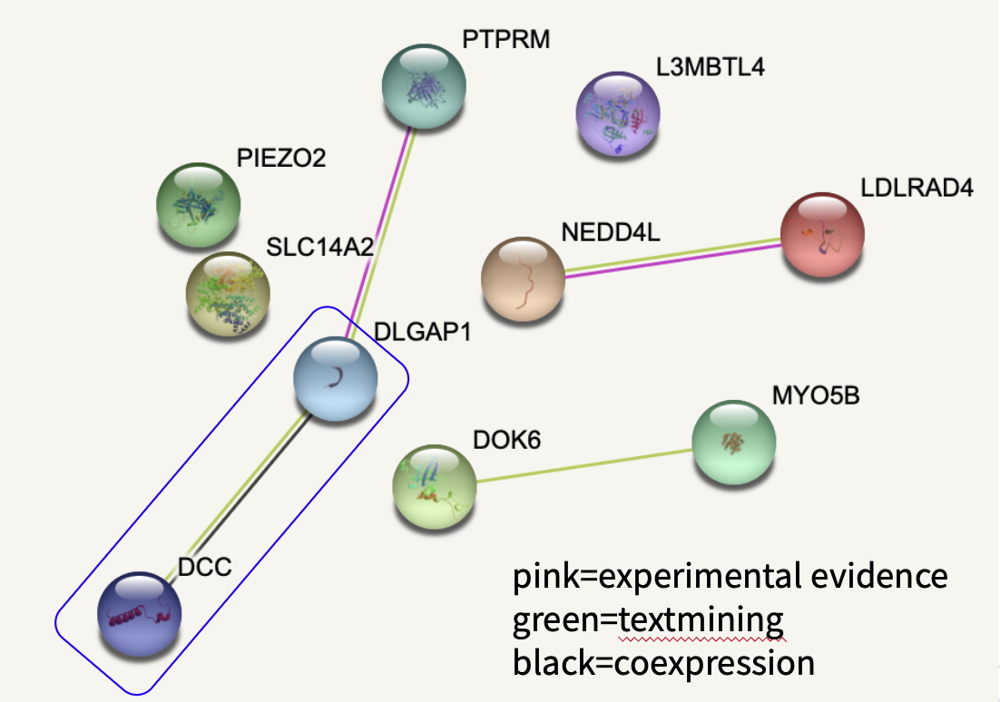 PTPRM
L3MBTL4
PIEZO2
LDLRAD4
NEDD4L
SLC14A2
DLGAP1
MYO5B
DOK6
DCC
pink=experimental evidence
green=textmining
black=coexpression